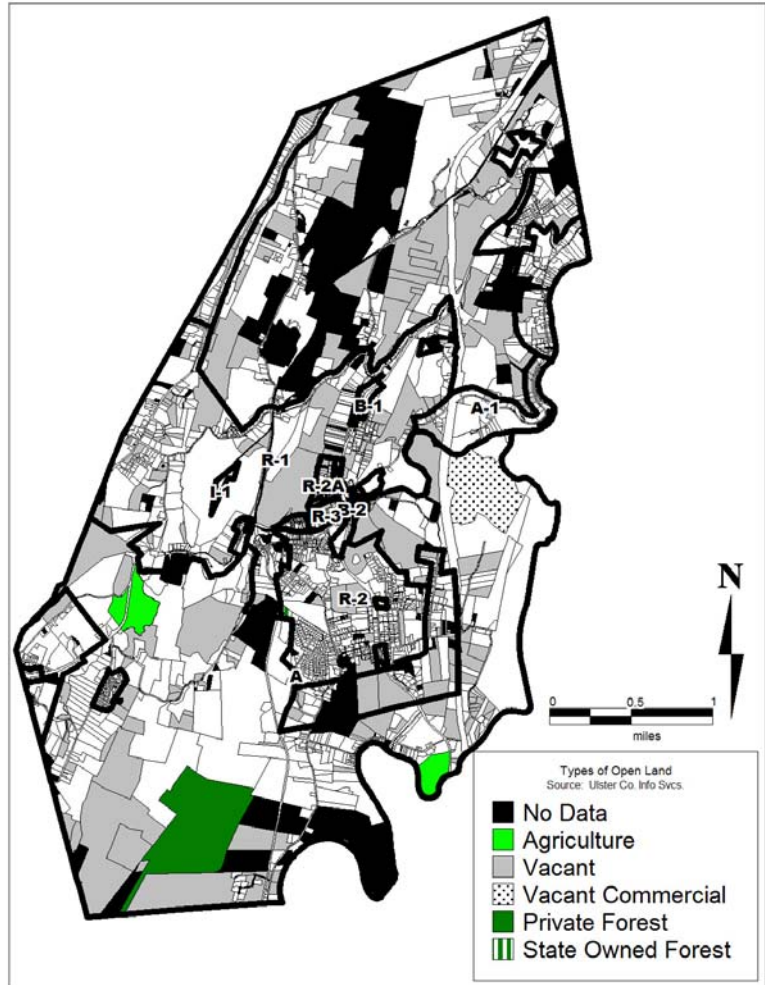 B-1
A-1
R-1
I-1
R-2A
R-3
B-2
R-2
A
N
0 0.5 1
miles
Types of Open Land
Source: Ulster Co. Info Svcs.
No Data
Agriculture
Vacant
Vacant Commercial
Private Forest
State Owned Forest